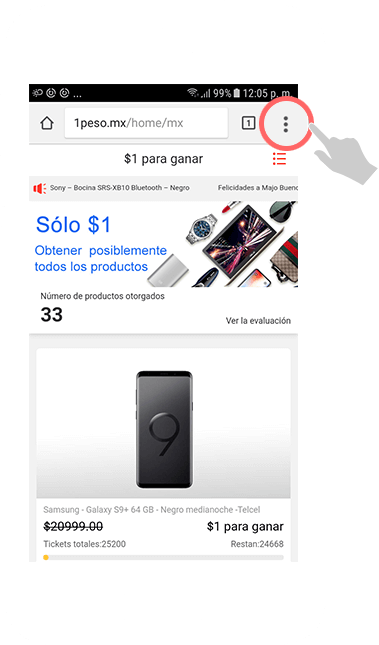 ... 99% 12:05 p. m.
1peso.mx/home/mx
1
$1 para ganar
Sony – Bocina SRS-XB10 Bluetooth – Negro Felicidades a Majo Bueno
Sólo $1
Obtener posiblemente
todos los productos
Número de productos otorgados
33
Ver la evaluación
9
Samsung - Galaxy S9+ 64 GB - Negro medianoche -Telcel
$20999.00 $1 para ganar
Tickets totales:25200 Restan:24668